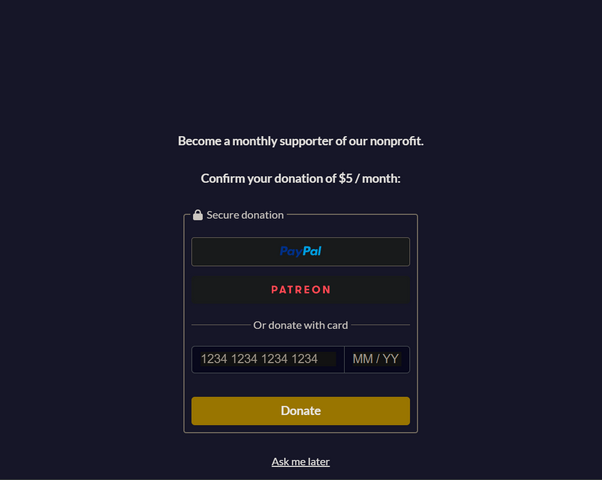 Become a monthly supporter of our nonprofit.
Confirm your donation of $5 / month:
Secure donation
PayPal
PATREON
Or donate with card
1234 1234 1234 1234 MM / YY
Donate
Ask me later